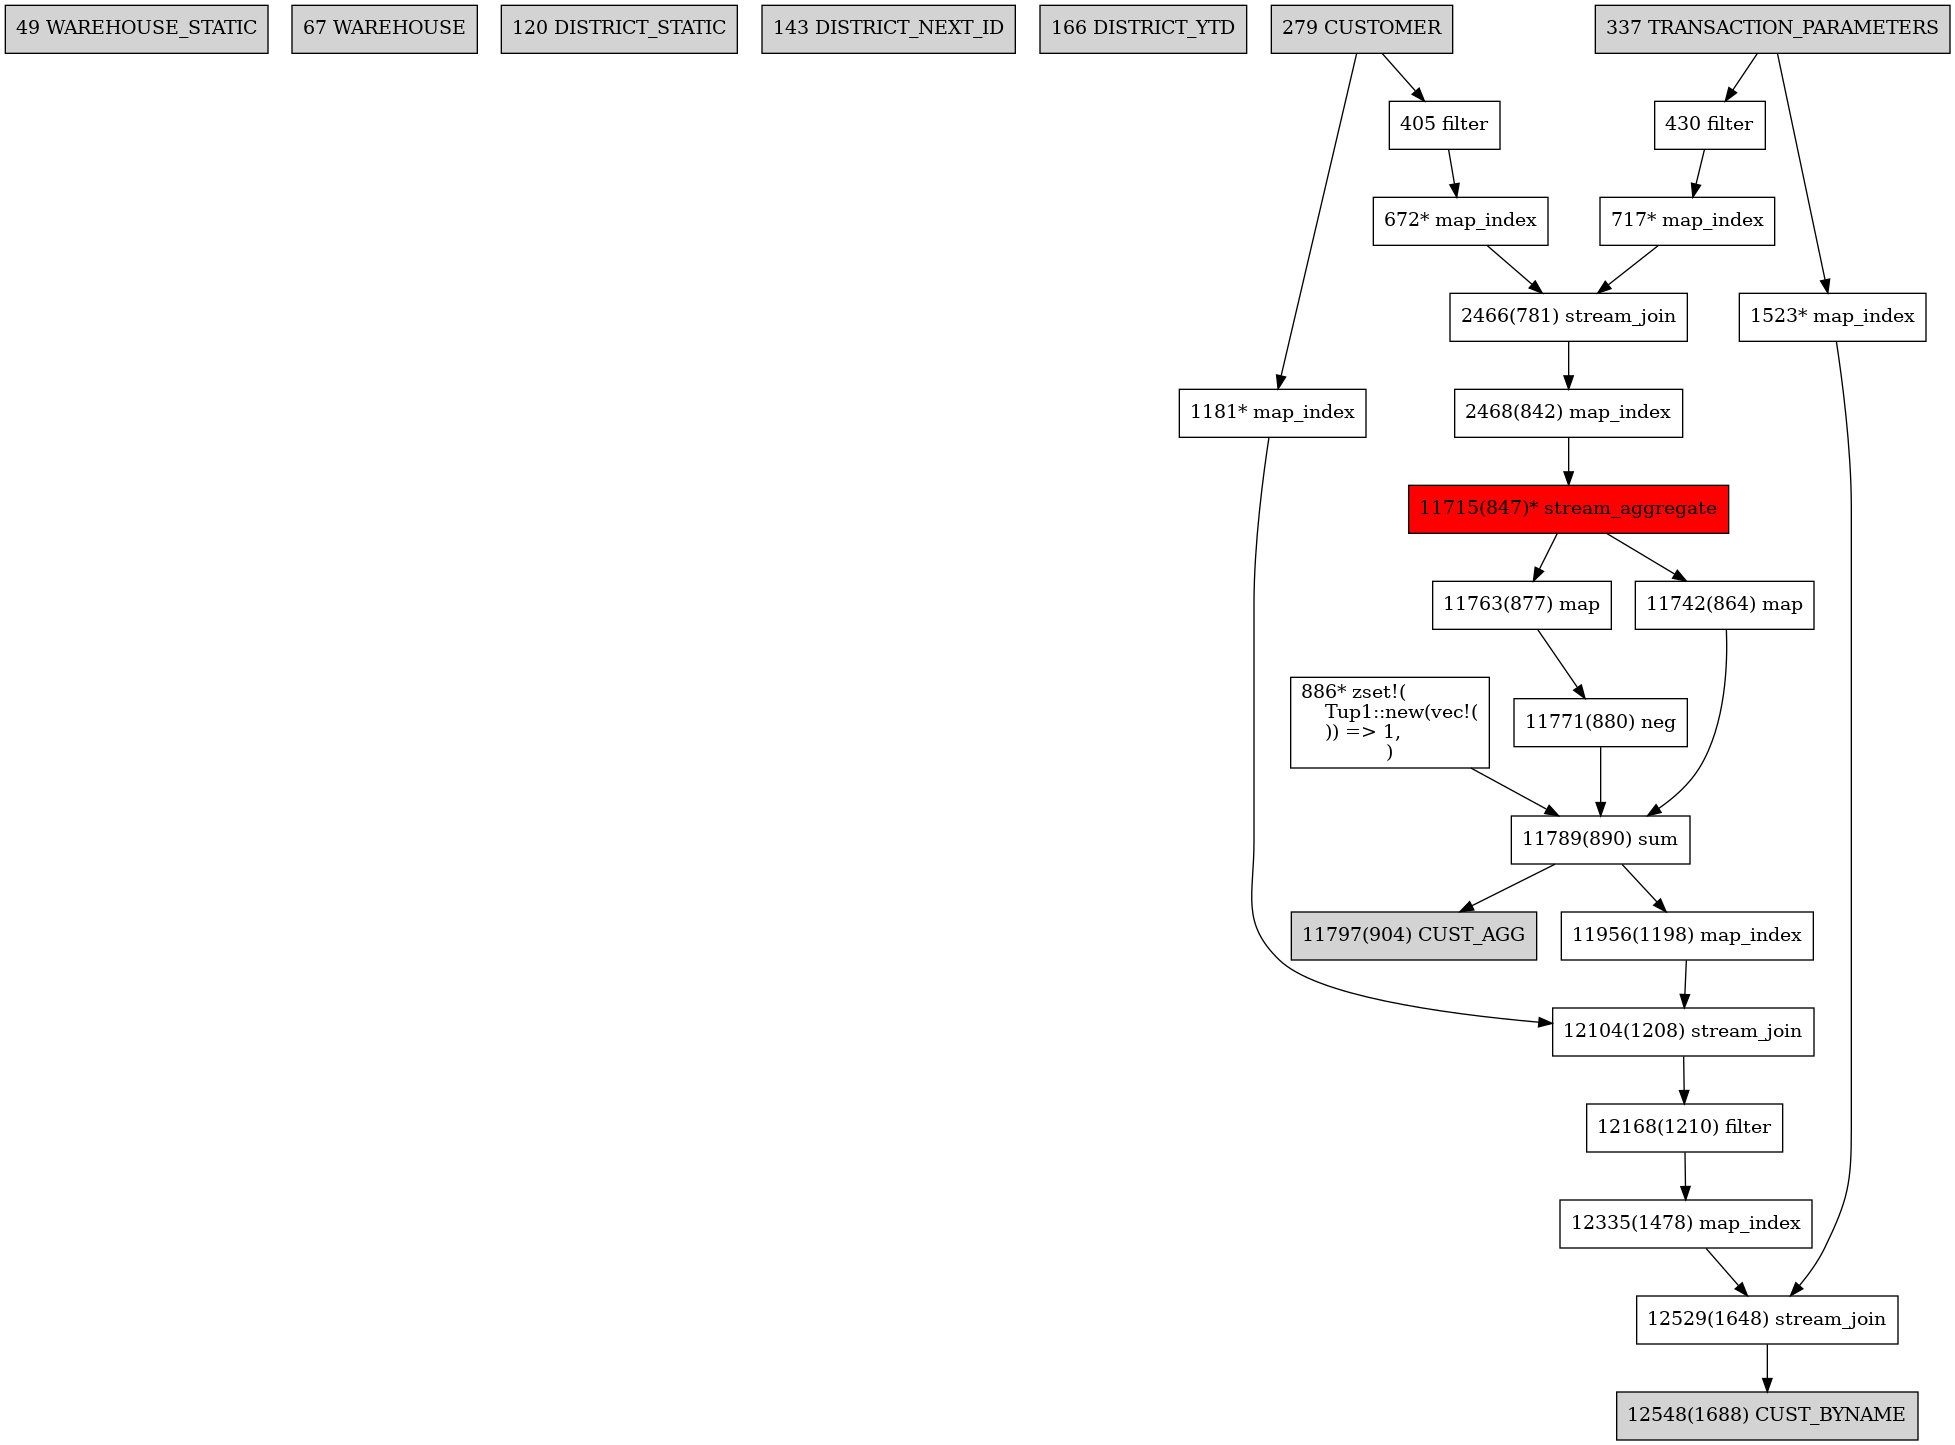 49 WAREHOUSE_STATIC
67 WAREHOUSE
120 DISTRICT_STATIC
143 DISTRICT_NEXT_ID
166 DISTRICT_YTD
279 CUSTOMER
337 TRANSACTION_PARAMETERS
405 filter
430 filter
672* map_index
717* map_index
2466(781) stream_join
1523* map_index
1181* map_index
2468(842) map_index
11715(847)* stream_aggregate
11763(877) map
11742(864) map
886* zset!(
Tup1::new(vec!(
)) => 1,
)
11771(880) neg
11789(890) sum
11797(904) CUST_AGG
11956(1198) map_index
12104(1208) stream_join
12168(1210) filter
12335(1478) map_index
12529(1648) stream_join
12548(1688) CUST_BYNAME